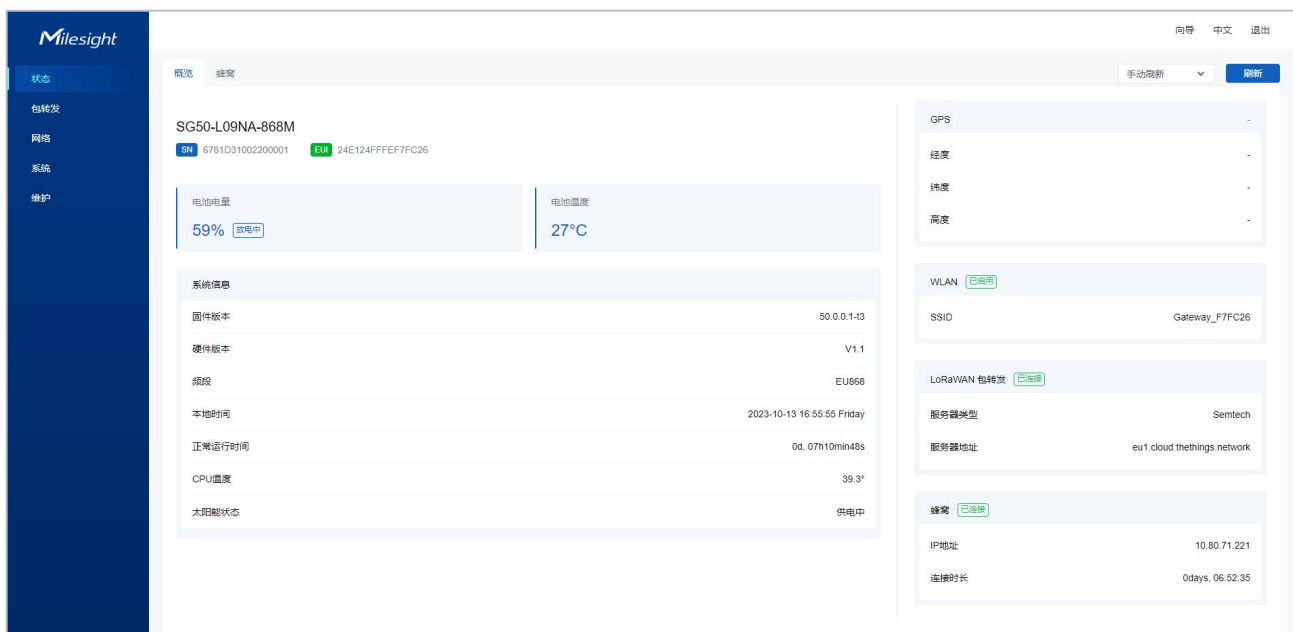 Milesight
向导 中文 退出
状态
包转发
网络
系统
维护
概览 蜂窝
手动刷新 刷新
SG50-L09NA-868M
SN 6781D31002200001 EUI 24E124FFFEF7FC26
电池电量
59% 放电中
电池温度
27°C
系统信息
固件版本 50.0.0.1-t3
硬件版本 V1.1
频段 EU868
本地时间 2023-10-13 16:55:55 Friday
正常运行时间 0d, 07h10min48s
CPU温度 39.3°
太阳能状态 供电中
GPS -
经度 -
纬度 -
高度 -
WLAN 已启用
SSID Gateway_F7FC26
LoRaWAN 包转发 已连接
服务器类型 Semtech
服务器地址 eu1.cloud.thethings.network
蜂窝 已连接
IP地址 10.80.71.221
连接时长 0days, 06:52:35